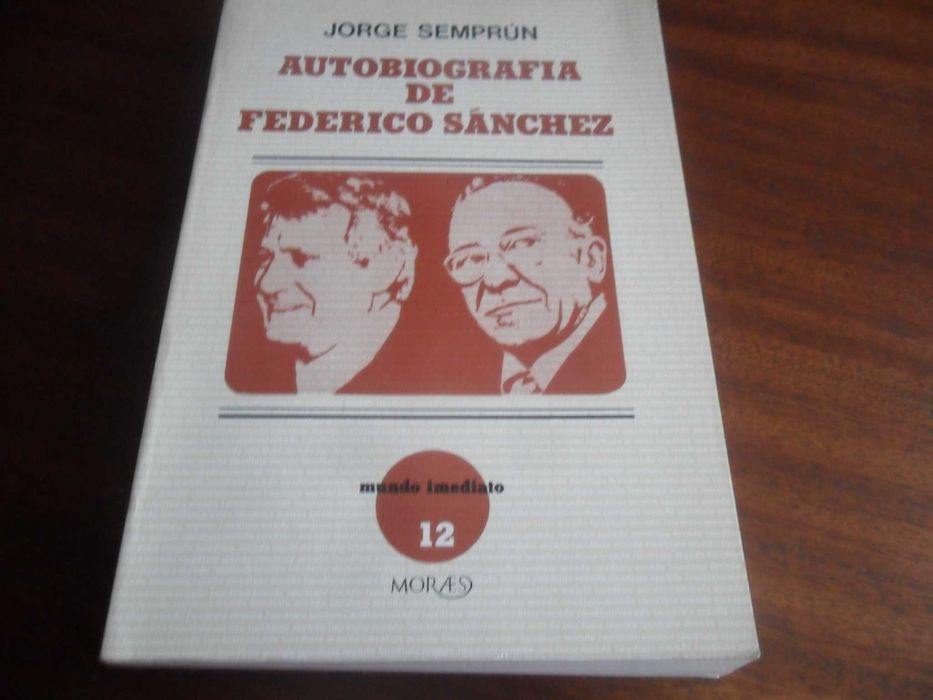 JORGE SEMPRÚN
AUTOBIOGRAFIA
DE
FEDERICO SÁNCHEZ
mundo imediato
12
MORÆS